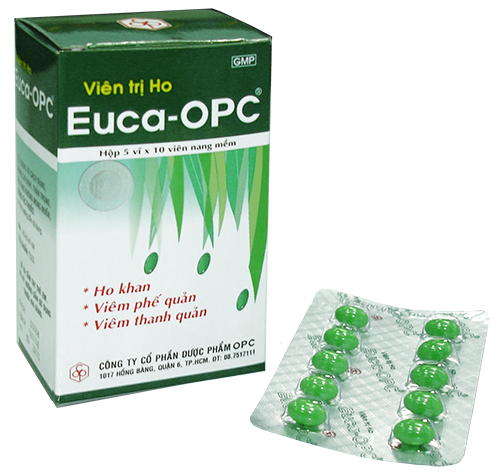 GMP
Viên trị Ho
Euca-OPC®
Hộp 5 vỉ x 10 viên nang mềm
* Ho khan
* Viêm phế quản
* Viêm thanh quản
CÔNG TY CỔ PHẦN DƯỢC PHẨM OPC
1017 HỒNG BÀNG, QUẬN 6, TP.HCM. ĐT: 08.7517111
Euca-OPC